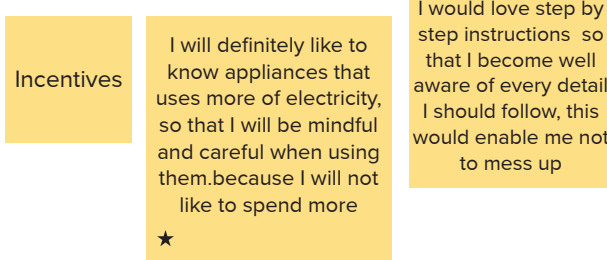 Incentives
I will definitely like to
know appliances that
uses more of electricity,
so that I will be mindful
and careful when using
them.because I will not
like to spend more
I would love step by
step instructions so
that I become well
aware of every detail
I should follow, this
would enable me not
to mess up